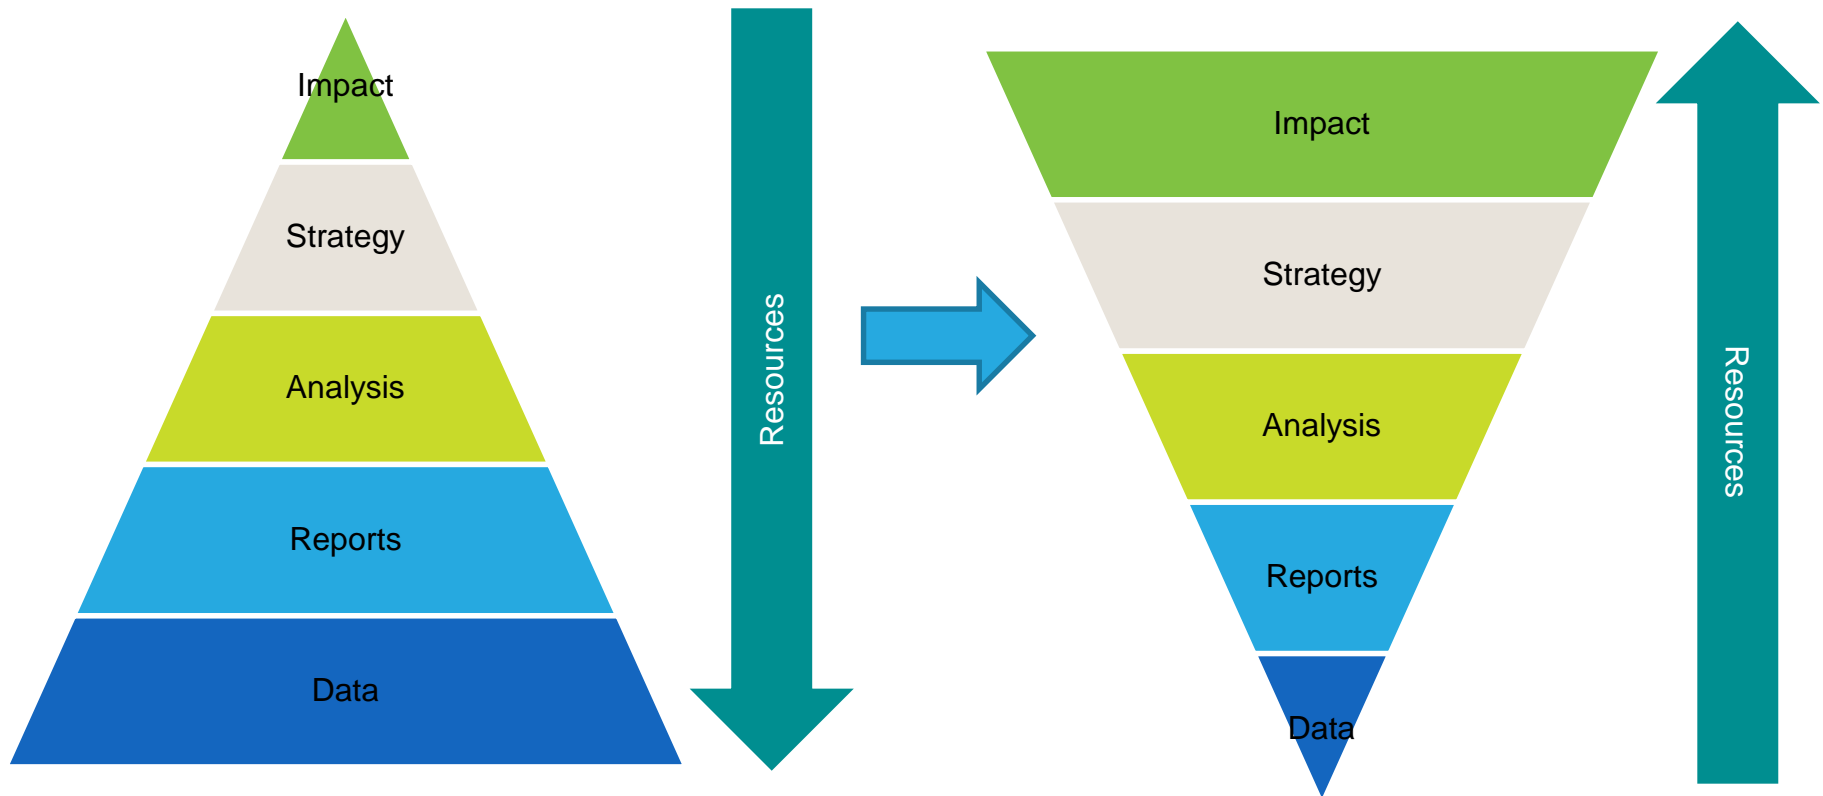 Impact
Strategy
Analysis
Reports
Data
Resources
Impact
Strategy
Analysis
Reports
Data
Resources